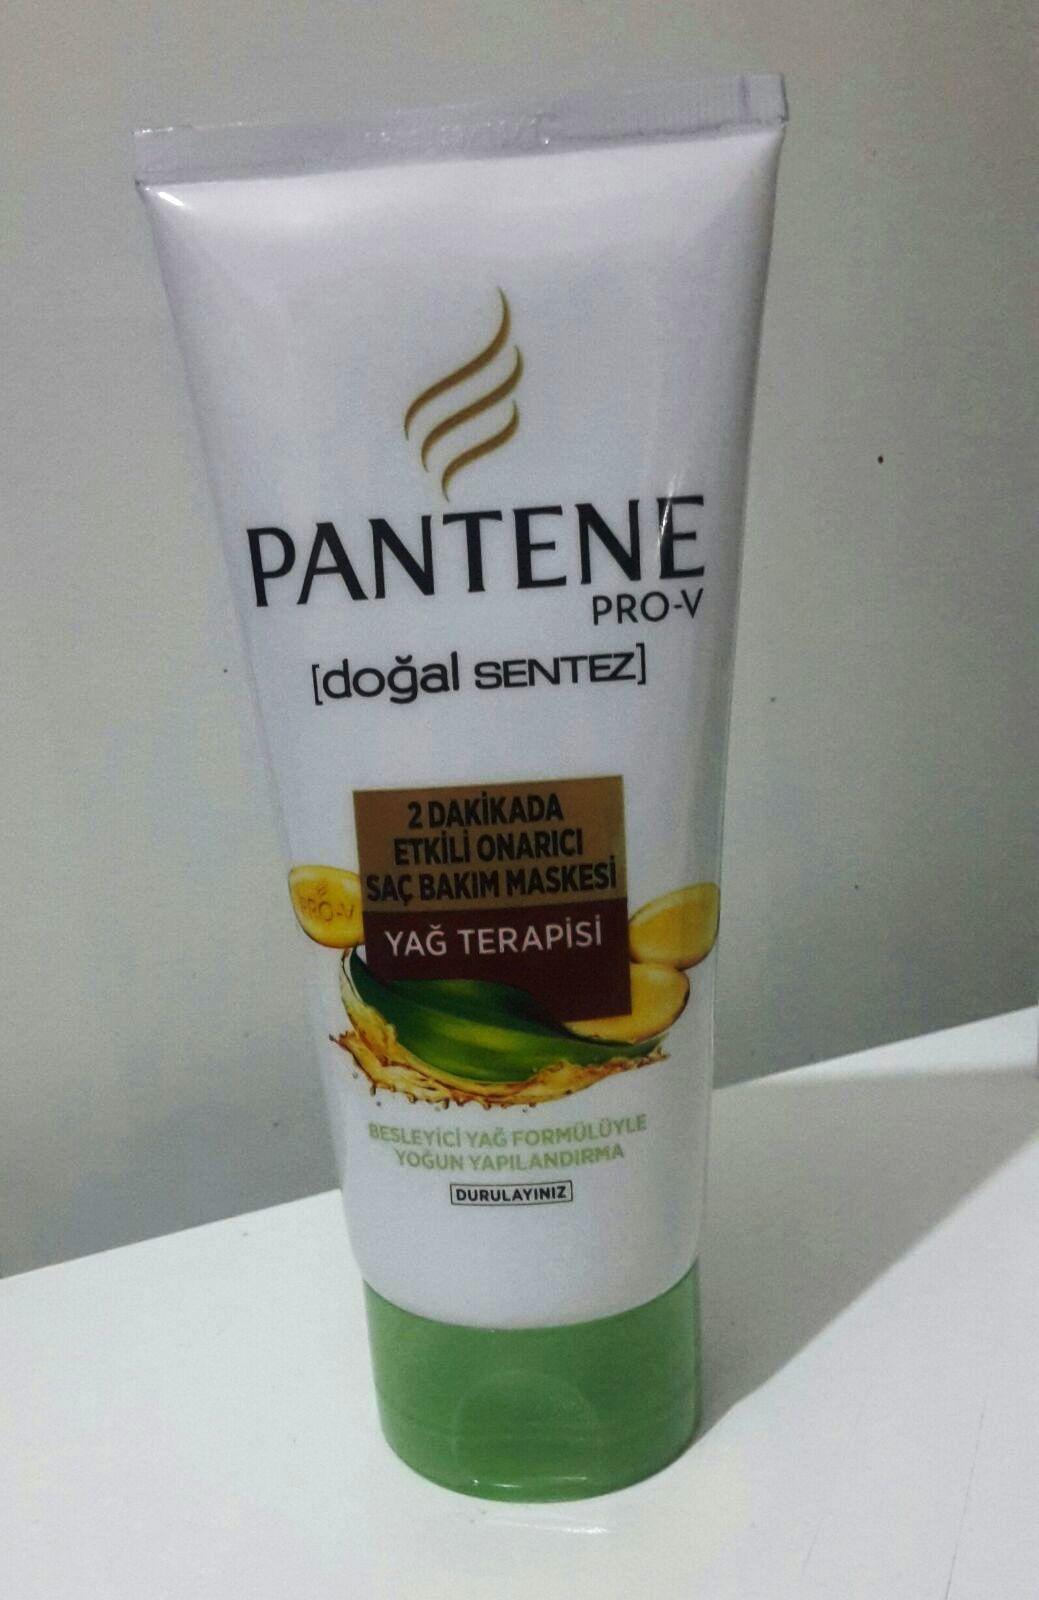 PANTENE
PRO-V
[doğal SENTEZ]
2 DAKİKADA
ETKİLİ ONARICI
SAÇ BAKIM MASKESİ
PRO-V
YAĞ TERAPİSİ
BESLEYİCİ YAĞ FORMÜLÜYLE
YOĞUN YAPILANDIRMA
DURULAYINIZ